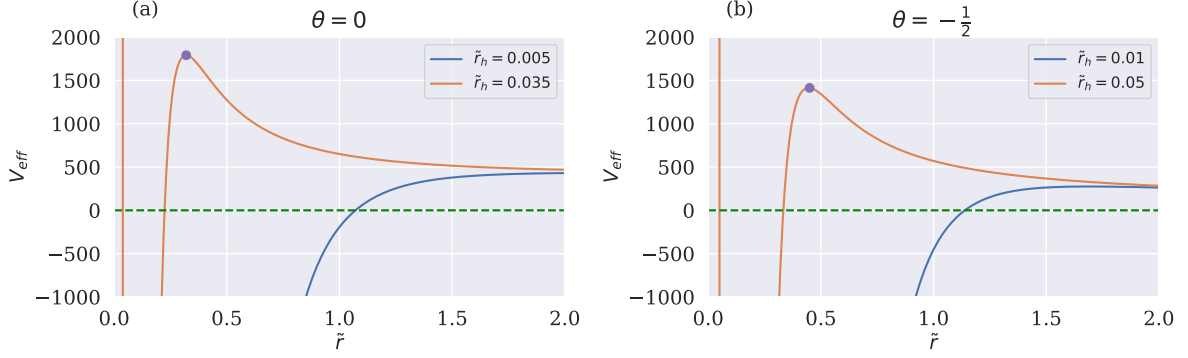 (a)
θ = 0
2000
1500
1000
500
0
−500
−1000
V_eff
0.0 0.5 1.0 1.5 2.0
r̃
r̃_h = 0.005
r̃_h = 0.035
(b)
θ = −1/2
2000
1500
1000
500
0
−500
−1000
V_eff
0.0 0.5 1.0 1.5 2.0
r̃
r̃_h = 0.01
r̃_h = 0.05